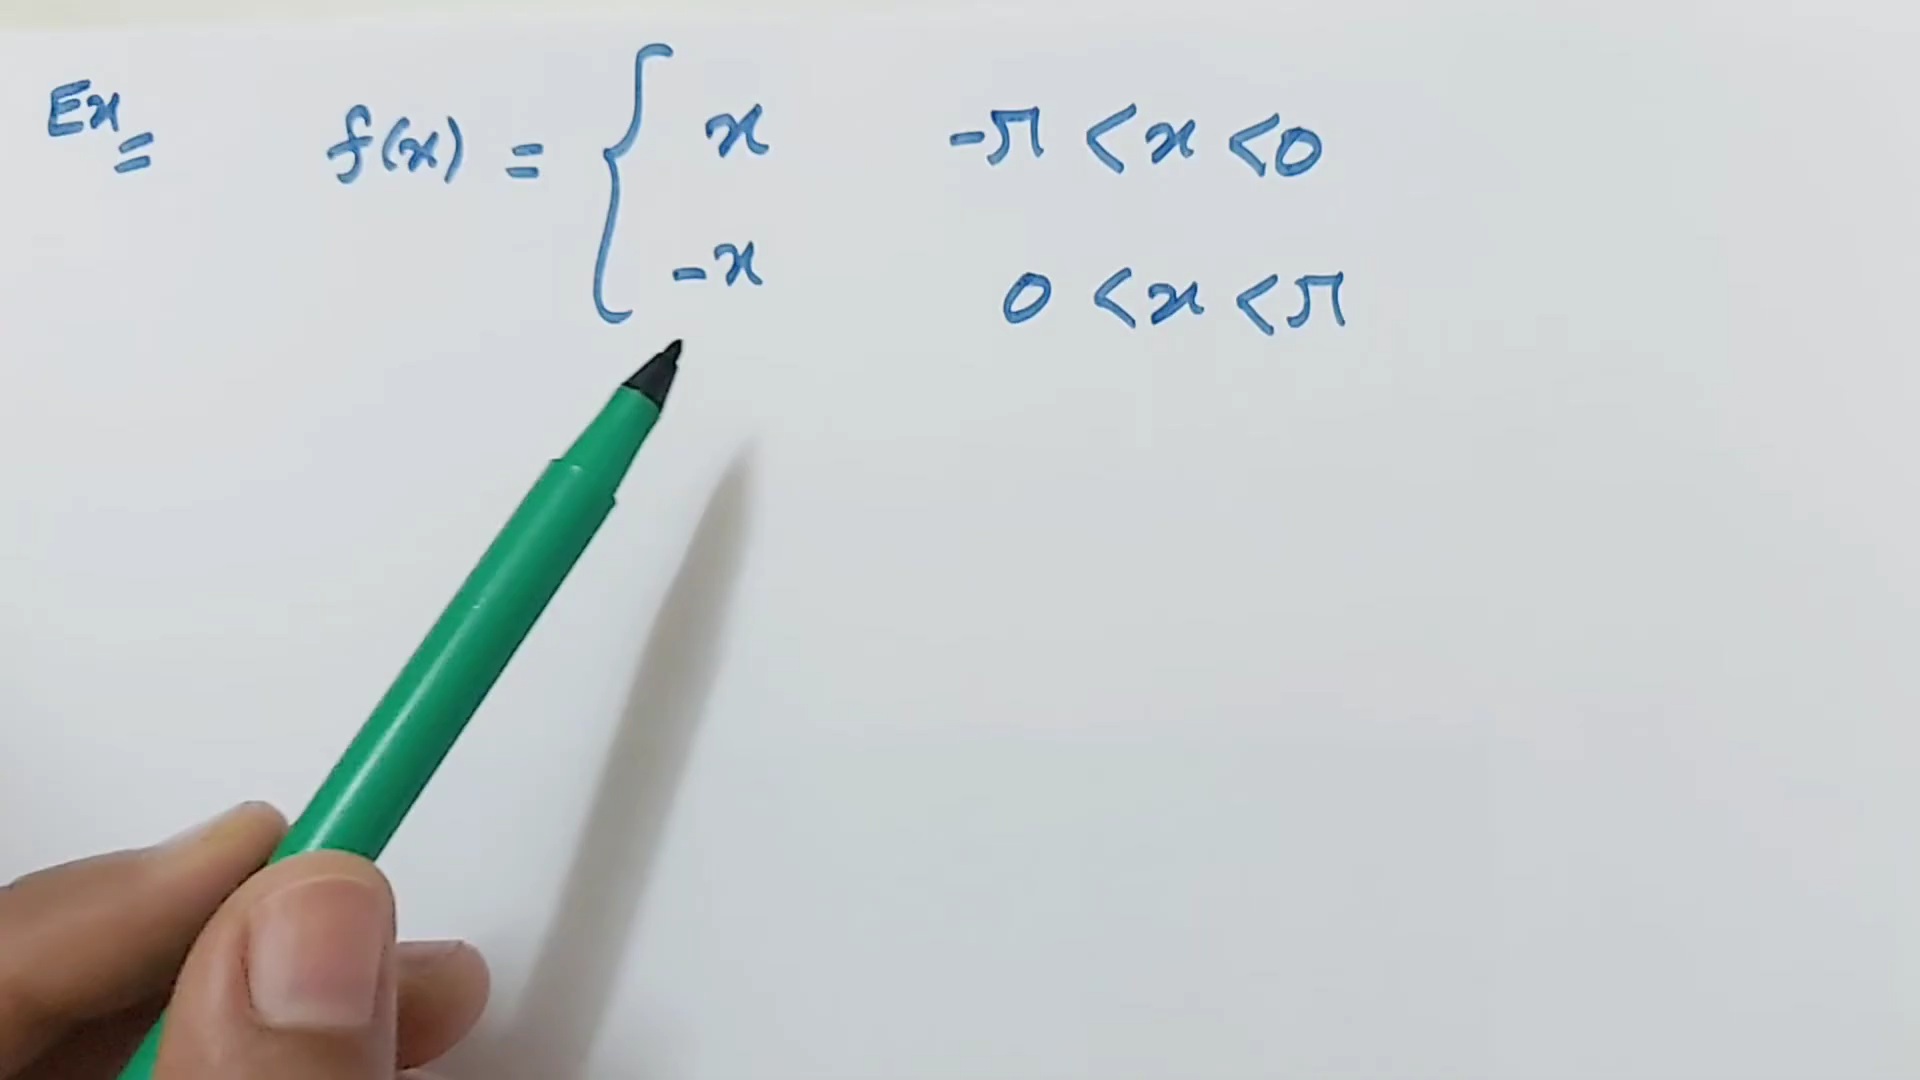 Ex = f(x) = { x -π < x < 0
-x 0 < x < π